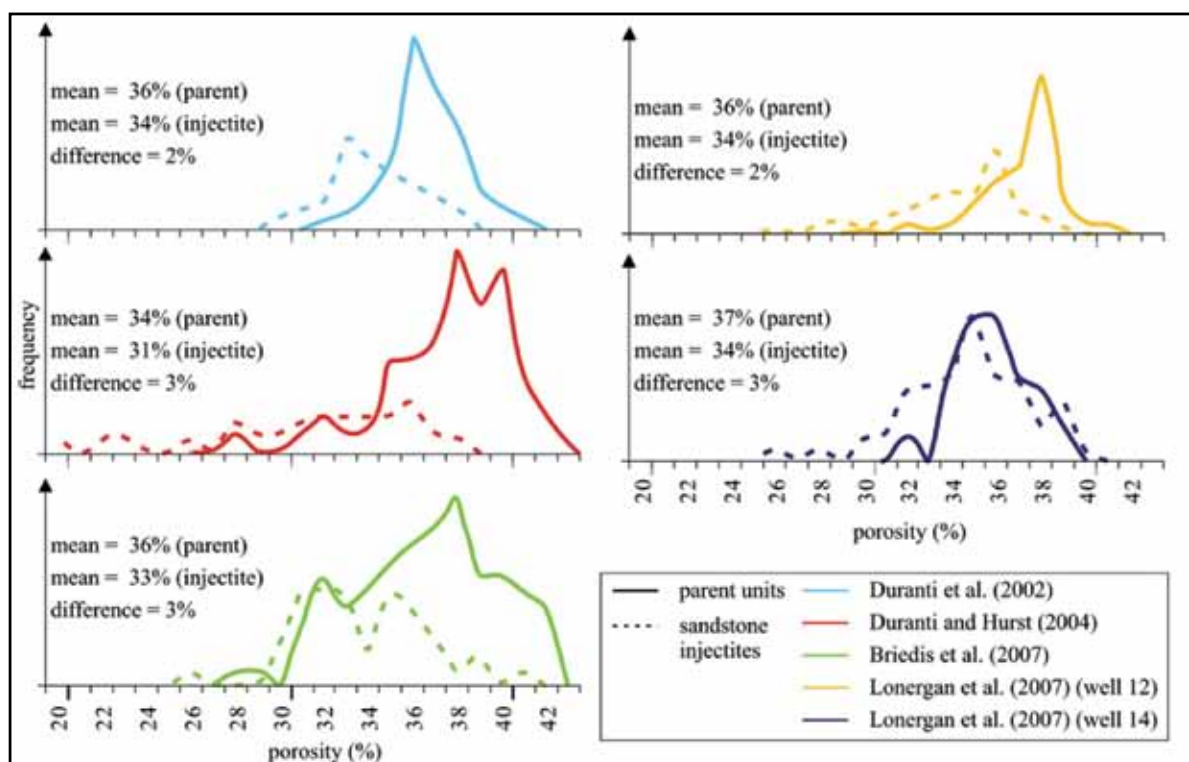 mean = 36% (parent)
mean = 34% (injectite)
difference = 2%
mean = 36% (parent)
mean = 34% (injectite)
difference = 2%
frequency
mean = 34% (parent)
mean = 31% (injectite)
difference = 3%
mean = 37% (parent)
mean = 34% (injectite)
difference = 3%
20 22 24 26 28 30 32 34 36 38 40 42
porosity (%)
mean = 36% (parent)
mean = 33% (injectite)
difference = 3%
20 22 24 26 28 30 32 34 36 38 40 42
porosity (%)
parent units
sandstone
injectites
Duranti et al. (2002)
Duranti and Hurst (2004)
Briedis et al. (2007)
Lonergan et al. (2007) (well 12)
Lonergan et al. (2007) (well 14)